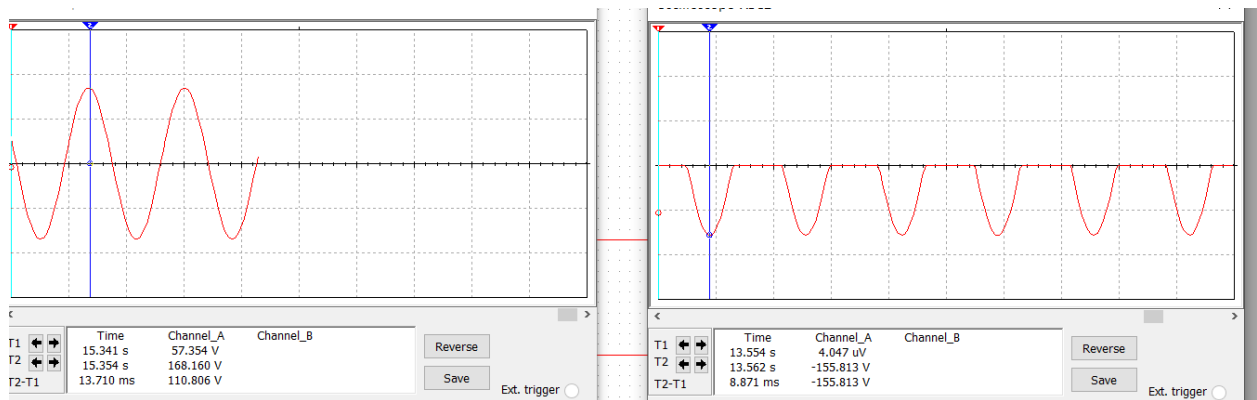 2
Time Channel_A Channel_B
T1 15.341 s 57.354 V
T2 15.354 s 168.160 V
T2-T1 13.710 ms 110.806 V
Reverse
Save
Ext. trigger
2
Time Channel_A Channel_B
T1 13.554 s 4.047 uV
T2 13.562 s -155.813 V
T2-T1 8.871 ms -155.813 V
Reverse
Save
Ext. trigger